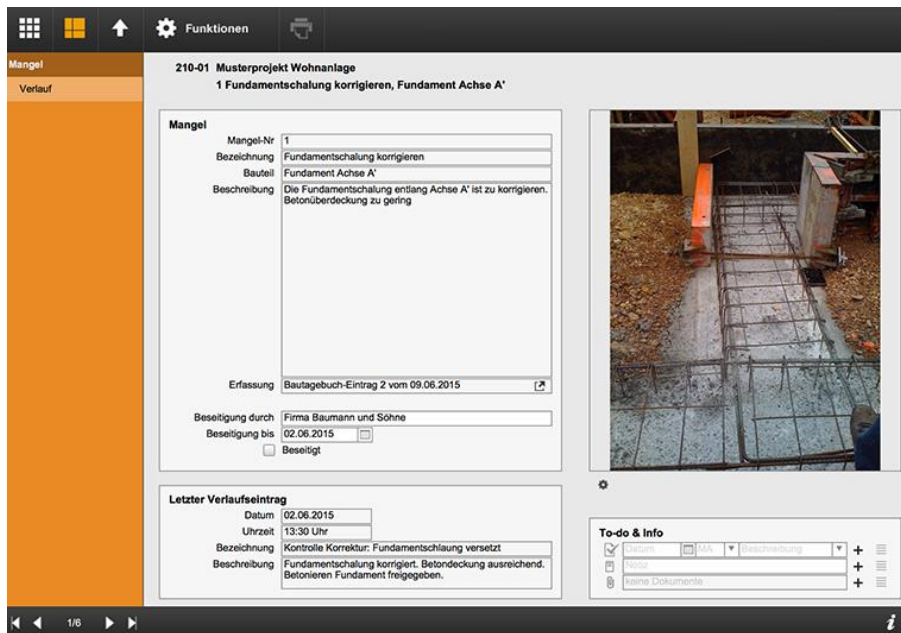 Funktionen
Mangel
Verlauf
210-01 Musterprojekt Wohnanlage
1 Fundamentschalung korrigieren, Fundament Achse A'
Mangel
Mangel-Nr 1
Bezeichnung Fundamentschalung korrigieren
Bauteil Fundament Achse A'
Beschreibung Die Fundamentschalung entlang Achse A' ist zu korrigieren.
Betonüberdeckung zu gering
Erfassung Bautagebuch-Eintrag 2 vom 09.06.2015
Beseitigung durch Firma Baumann und Söhne
Beseitigung bis 02.06.2015
Beseitigt
Letzter Verlaufseintrag
Datum 02.06.2015
Uhrzeit 13:30 Uhr
Bezeichnung Kontrolle Korrektur: Fundamentschlaung versetzt
Beschreibung Fundamentschalung korrigiert. Betondeckung ausreichend.
Betonieren Fundament freigegeben.
To-do & Info
Datum MA Beschreibung
Notiz
keine Dokumente
1/6
i